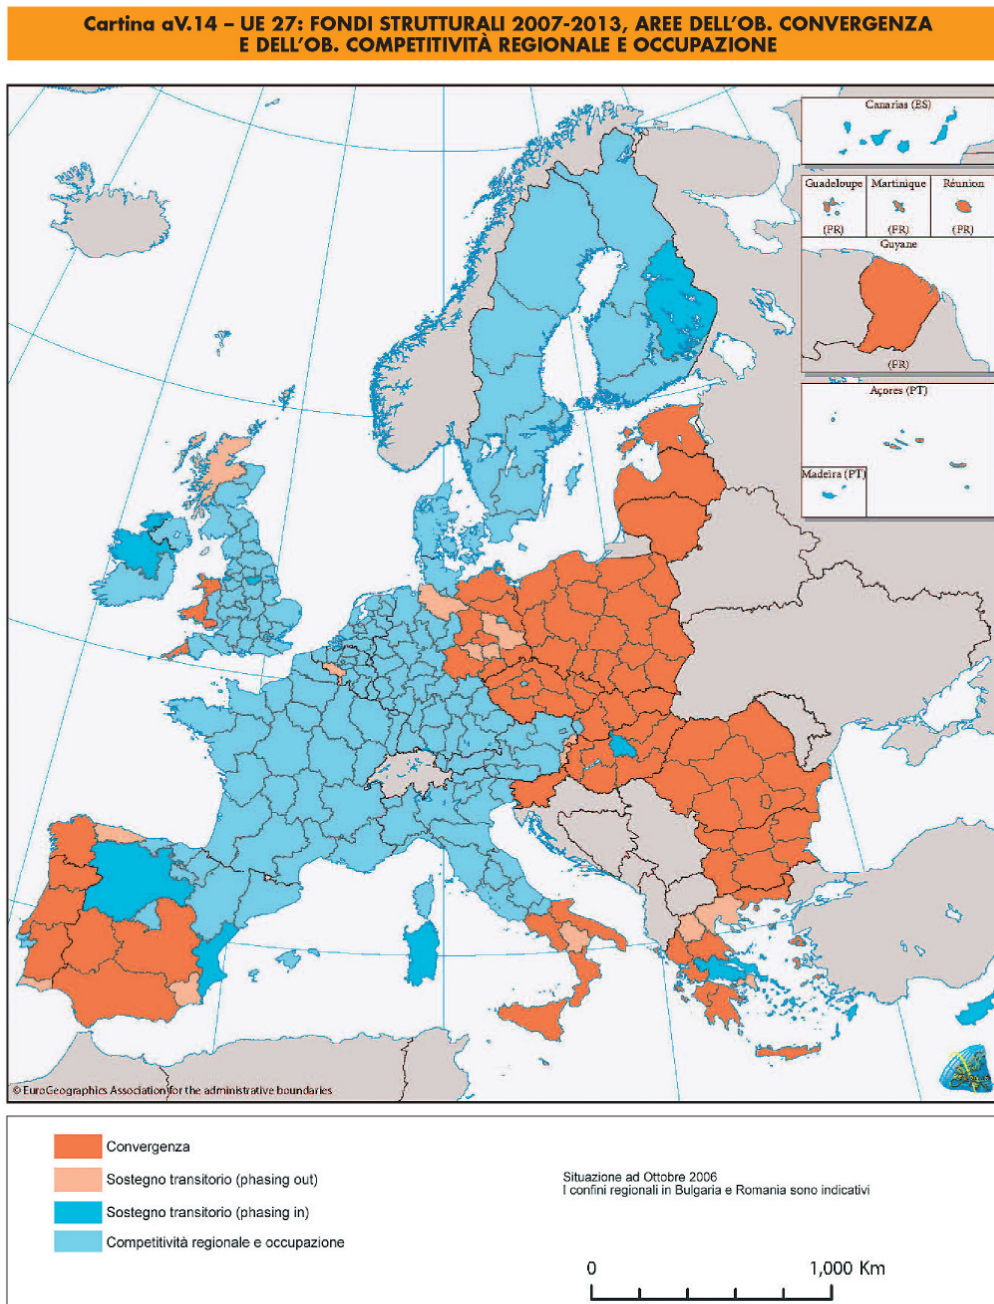 Cartina aV.14 – UE 27: FONDI STRUTTURALI 2007-2013, AREE DELL'OB. CONVERGENZA
E DELL'OB. COMPETITIVITÀ REGIONALE E OCCUPAZIONE
Canarias (ES)
Guadeloupe
Martinique
Réunion
(FR)
(FR)
(FR)
Guyane
(FR)
Açores (PT)
Madeira (PT)
© EuroGeographics Association for the administrative boundaries
Convergenza
Sostegno transitorio (phasing out)
Sostegno transitorio (phasing in)
Competitività regionale e occupazione
Situazione ad Ottobre 2006
I confini regionali in Bulgaria e Romania sono indicativi
0
1,000 Km